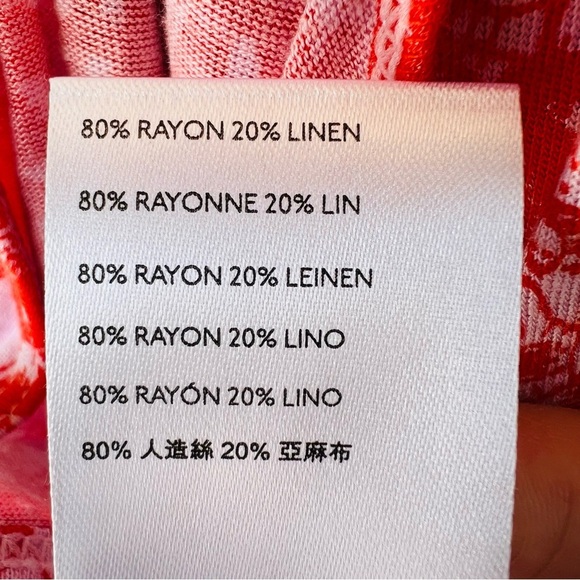 80% RAYON 20% LINEN
80% RAYONNE 20% LIN
80% RAYON 20% LEINEN
80% RAYON 20% LINO
80% RAYÓN 20% LINO
80% 人造絲 20% 亞麻布